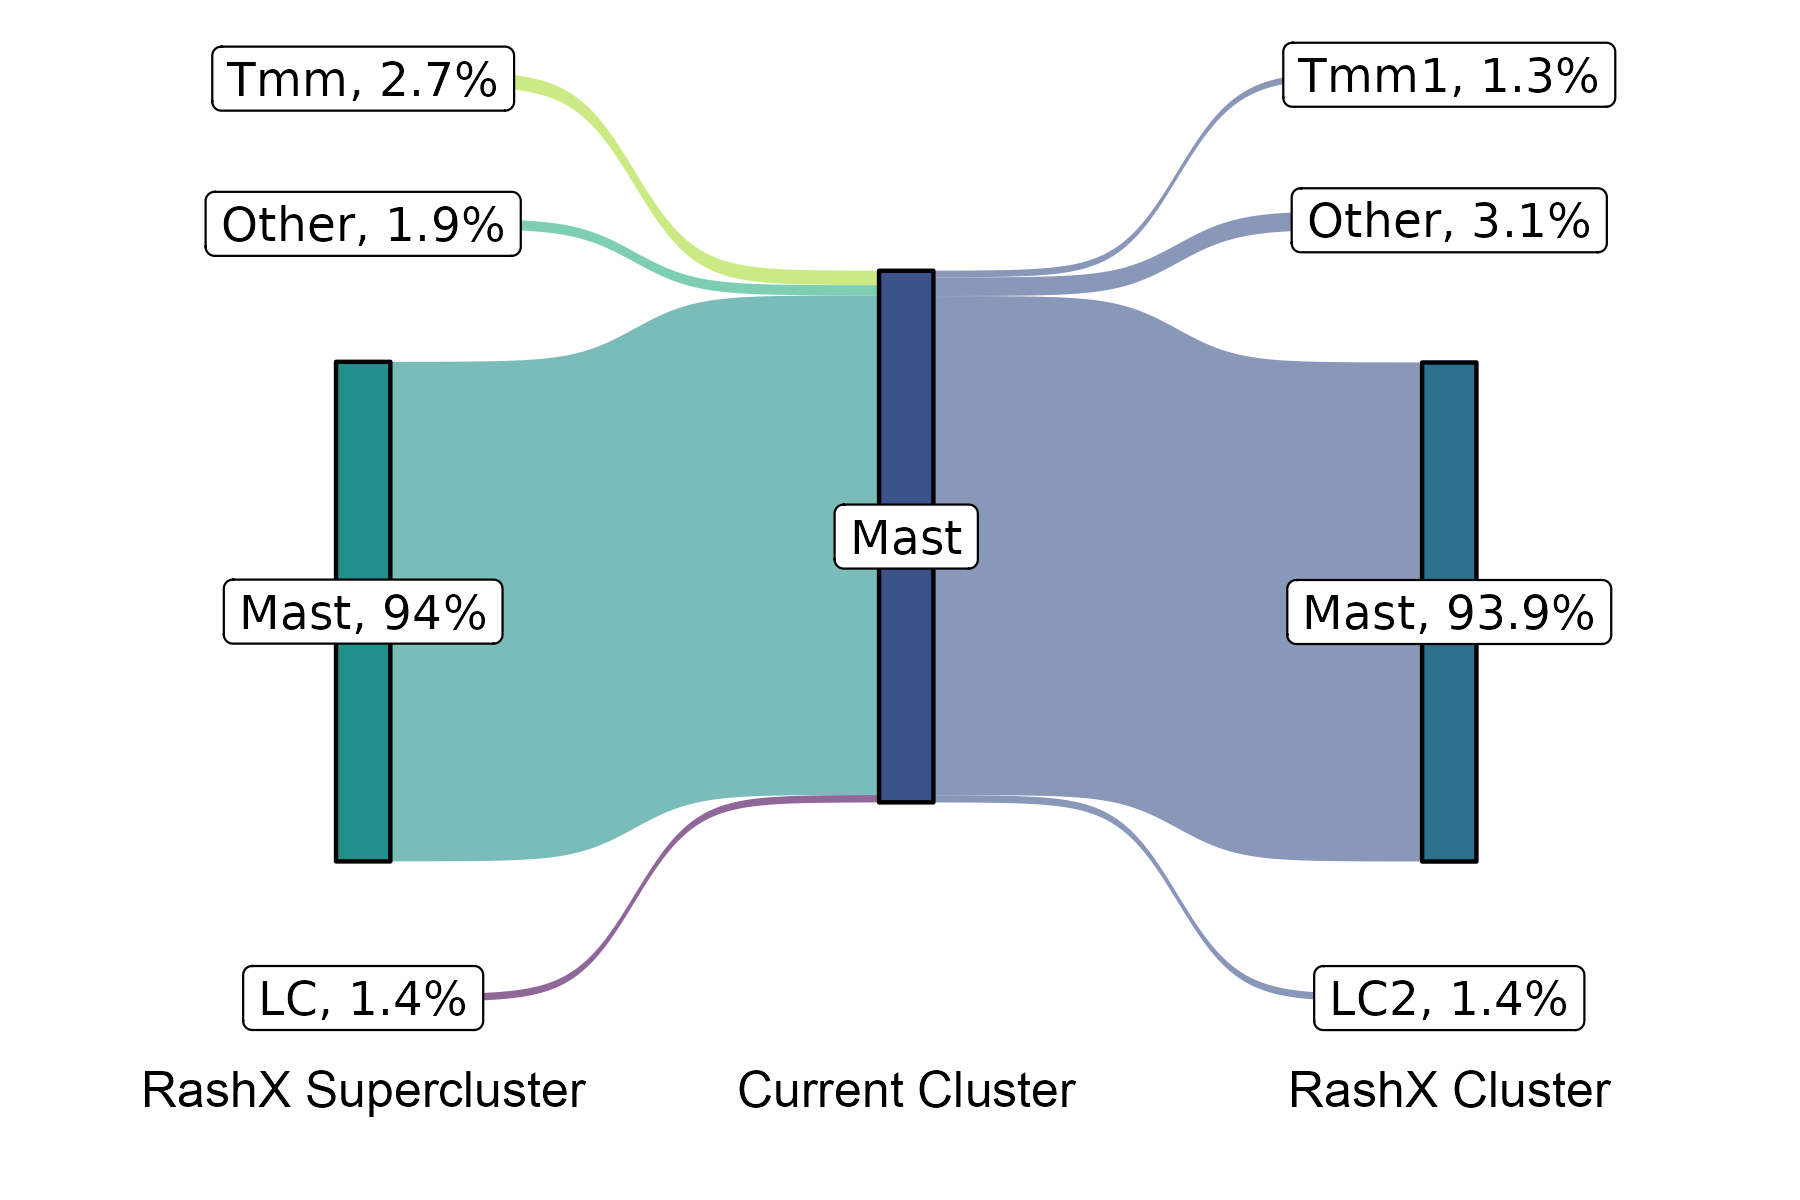 Tmm, 2.7%
Tmm1, 1.3%
Other, 1.9%
Other, 3.1%
Mast
Mast, 94%
Mast, 93.9%
LC, 1.4%
LC2, 1.4%
RashX Supercluster
Current Cluster
RashX Cluster